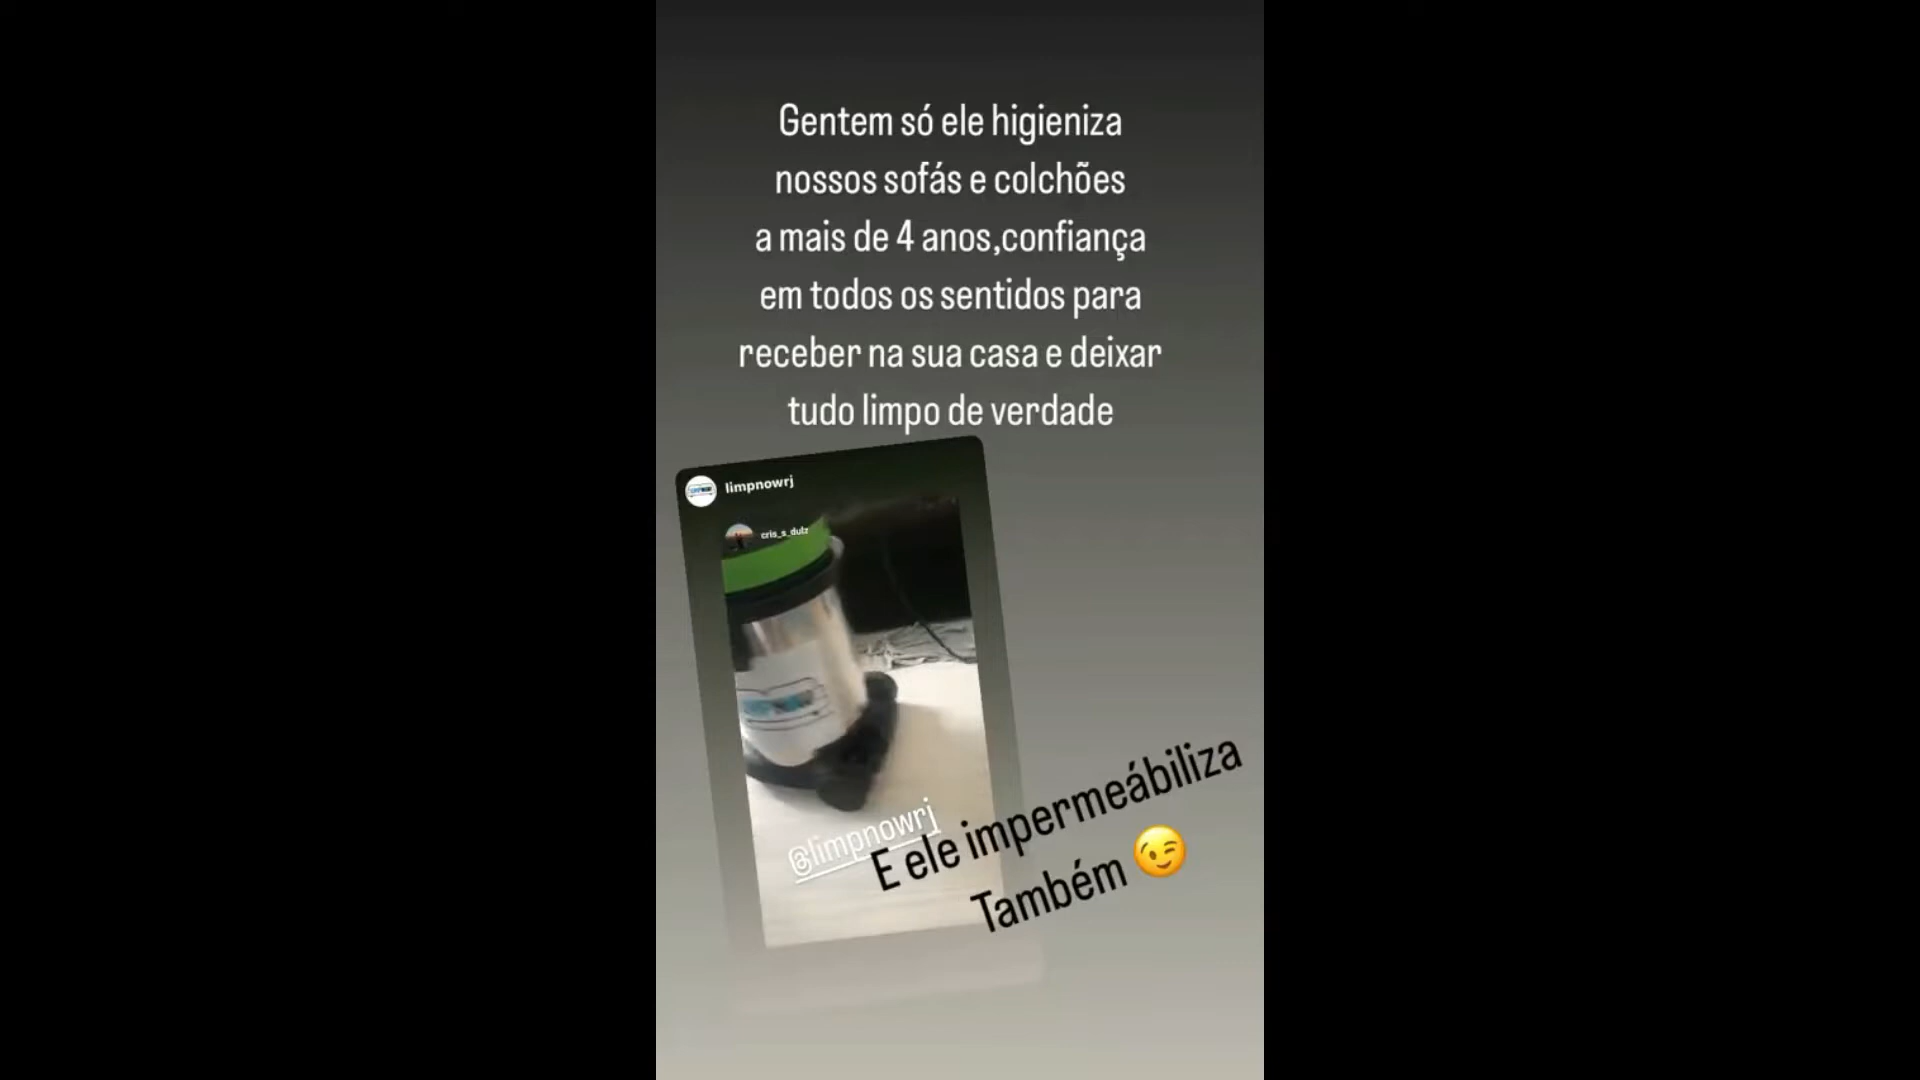 Gentem só ele higieniza
nossos sofás e colchões
a mais de 4 anos,confiança
em todos os sentidos para
receber na sua casa e deixar
tudo limpo de verdade
limpnowrj
cris_s_dulz
@limpnowrj
E ele impermeábiliza
Também 😉